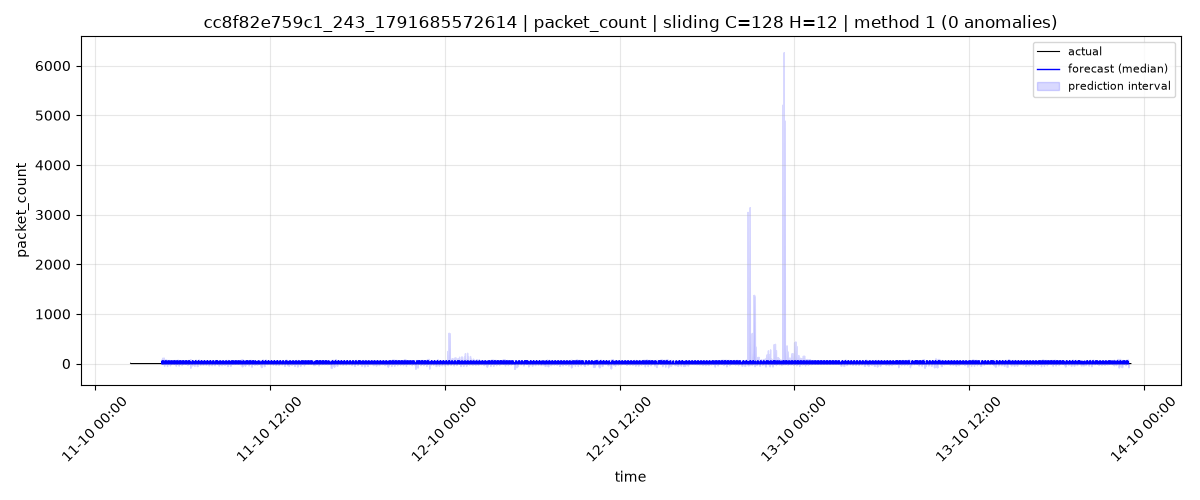 cc8f82e759c1_243_1791685572614 | packet_count | sliding C=128 H=12 | method 1 (0 anomalies)
actual
forecast (median)
prediction interval
packet_count
6000
5000
4000
3000
2000
1000
0
11-10 00:00
11-10 12:00
12-10 00:00
12-10 12:00
13-10 00:00
13-10 12:00
14-10 00:00
time